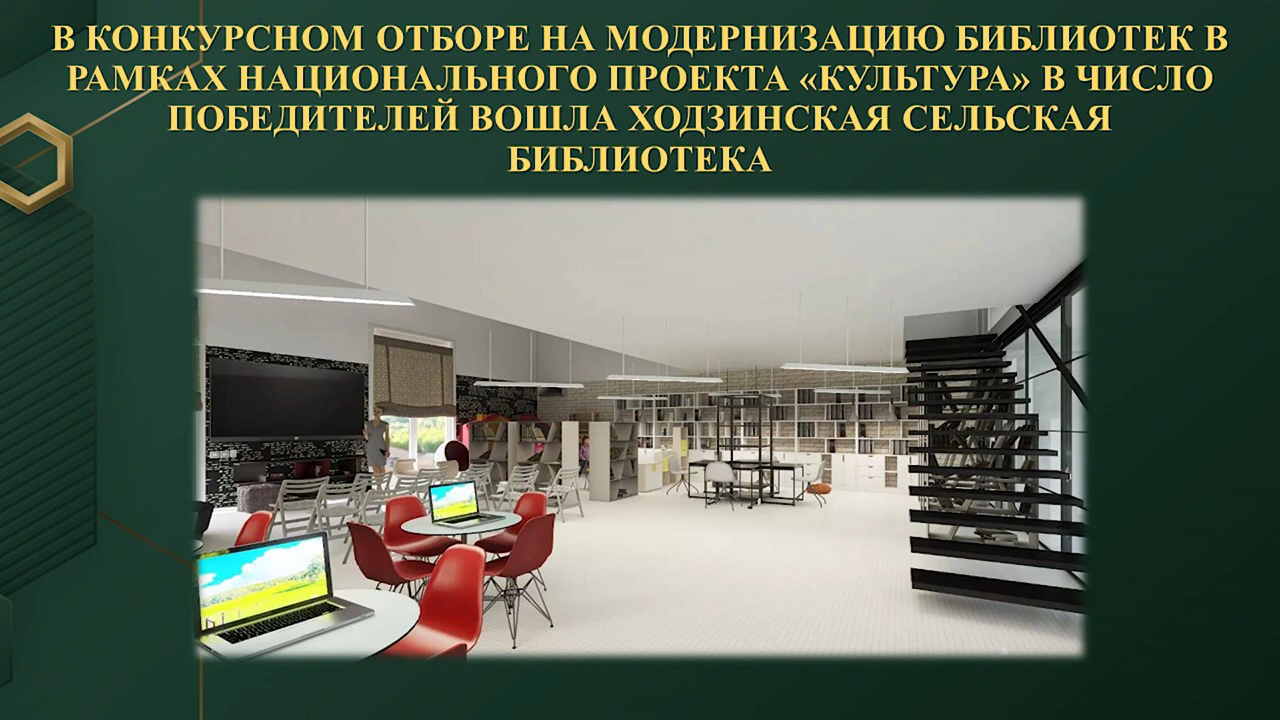 В КОНКУРСНОМ ОТБОРЕ НА МОДЕРНИЗАЦИЮ БИБЛИОТЕК В
РАМКАХ НАЦИОНАЛЬНОГО ПРОЕКТА «КУЛЬТУРА» В ЧИСЛО
ПОБЕДИТЕЛЕЙ ВОШЛА ХОДЗИНСКАЯ СЕЛЬСКАЯ
БИБЛИОТЕКА